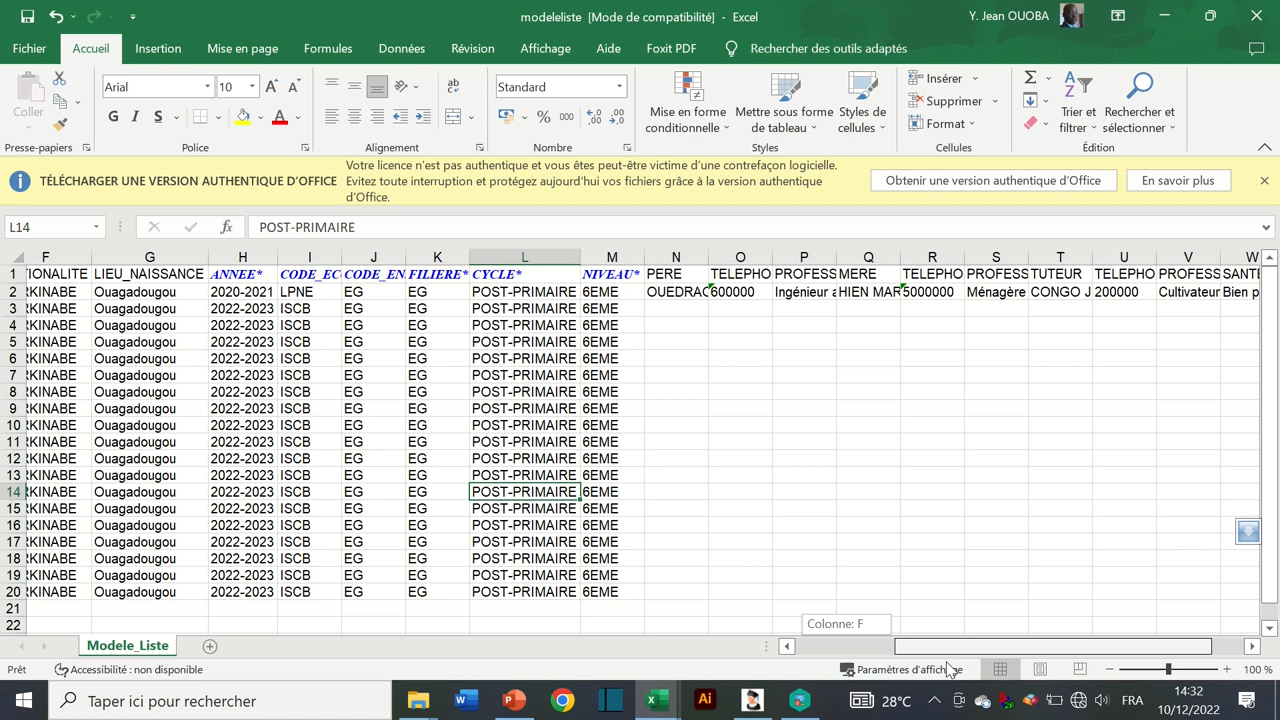 modeleliste [Mode de compatibilité] - Excel
Y. Jean OUOBA
Fichier Accueil Insertion Mise en page Formules Données Révision Affichage Aide Foxit PDF Rechercher des outils adaptés
Coller
Arial 10
G I S
Standard
Mise en forme conditionnelle
Mettre sous forme de tableau
Styles de cellules
Insérer
Supprimer
Format
Trier et filtrer
Rechercher et sélectionner
Presse-papiers Police Alignement Nombre Styles Cellules Édition
TÉLÉCHARGER UNE VERSION AUTHENTIQUE D'OFFICE
Votre licence n'est pas authentique et vous êtes peut-être victime d'une contrefaçon logicielle.
Evitez toute interruption et protégez aujourd'hui vos fichiers grâce à la version authentique
d'Office.
Obtenir une version authentique d'Office
En savoir plus
L14 fx POST-PRIMAIRE
F G H I J K L M N O P Q R S T U V W
1 TIONALITE LIEU_NAISSANCE ANNEE* CODE_EC CODE_EN FILIERE* CYCLE* NIVEAU* PERE TELEPHO PROFESS MERE TELEPHO PROFESS TUTEUR TELEPHO PROFESS SANT
2 RKINABE Ouagadougou 2020-2021 LPNE EG EG POST-PRIMAIRE 6EME OUEDRAO 600000 Ingénieur a HIEN MAR 5000000 Ménagère CONGO J 200000 Cultivateur Bien p
3 RKINABE Ouagadougou 2022-2023 ISCB EG EG POST-PRIMAIRE 6EME
4 RKINABE Ouagadougou 2022-2023 ISCB EG EG POST-PRIMAIRE 6EME
5 RKINABE Ouagadougou 2022-2023 ISCB EG EG POST-PRIMAIRE 6EME
6 RKINABE Ouagadougou 2022-2023 ISCB EG EG POST-PRIMAIRE 6EME
7 RKINABE Ouagadougou 2022-2023 ISCB EG EG POST-PRIMAIRE 6EME
8 RKINABE Ouagadougou 2022-2023 ISCB EG EG POST-PRIMAIRE 6EME
9 RKINABE Ouagadougou 2022-2023 ISCB EG EG POST-PRIMAIRE 6EME
10 RKINABE Ouagadougou 2022-2023 ISCB EG EG POST-PRIMAIRE 6EME
11 RKINABE Ouagadougou 2022-2023 ISCB EG EG POST-PRIMAIRE 6EME
12 RKINABE Ouagadougou 2022-2023 ISCB EG EG POST-PRIMAIRE 6EME
13 RKINABE Ouagadougou 2022-2023 ISCB EG EG POST-PRIMAIRE 6EME
14 RKINABE Ouagadougou 2022-2023 ISCB EG EG POST-PRIMAIRE 6EME
15 RKINABE Ouagadougou 2022-2023 ISCB EG EG POST-PRIMAIRE 6EME
16 RKINABE Ouagadougou 2022-2023 ISCB EG EG POST-PRIMAIRE 6EME
17 RKINABE Ouagadougou 2022-2023 ISCB EG EG POST-PRIMAIRE 6EME
18 RKINABE Ouagadougou 2022-2023 ISCB EG EG POST-PRIMAIRE 6EME
19 RKINABE Ouagadougou 2022-2023 ISCB EG EG POST-PRIMAIRE 6EME
20 RKINABE Ouagadougou 2022-2023 ISCB EG EG POST-PRIMAIRE 6EME
21
22
Colonne: F
Modele_Liste
Prêt Accessibilité : non disponible Paramètres d'affichage 100 %
Taper ici pour rechercher
28°C FRA 14:32
10/12/2022